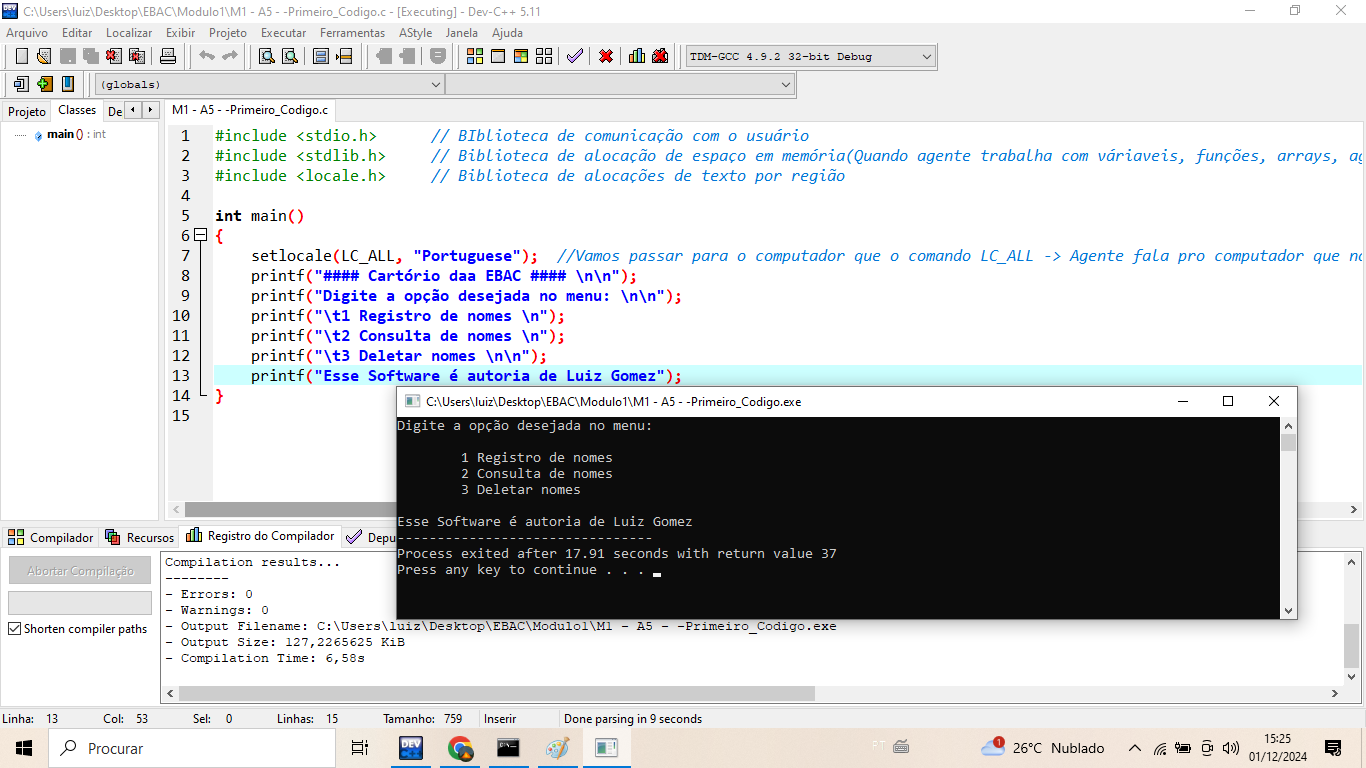 C:\Users\luiz\Desktop\EBAC\Modulo1\M1 - A5 - -Primeiro_Codigo.c - [Executing] - Dev-C++ 5.11
Arquivo Editar Localizar Exibir Projeto Executar Ferramentas AStyle Janela Ajuda
TDM-GCC 4.9.2 32-bit Debug
(globals)
Projeto Classes De
M1 - A5 - -Primeiro_Codigo.c
main () : int
1 #include <stdio.h> // BIblioteca de comunicação com o usuário
2 #include <stdlib.h> // Biblioteca de alocação de espaço em memória(Quando agente trabalha com váriaveis, funções, arrays, ag
3 #include <locale.h> // Biblioteca de alocações de texto por região
4
5 int main()
6 {
7 setlocale(LC_ALL, "Portuguese"); //Vamos passar para o computador que o comando LC_ALL -> Agente fala pro computador que no
8 printf("#### Cartório daa EBAC #### \n\n");
9 printf("Digite a opção desejada no menu: \n\n");
10 printf("\t1 Registro de nomes \n");
11 printf("\t2 Consulta de nomes \n");
12 printf("\t3 Deletar nomes \n\n");
13 printf("Esse Software é autoria de Luiz Gomez");
14 }
15
C:\Users\luiz\Desktop\EBAC\Modulo1\M1 - A5 - -Primeiro_Codigo.exe
Digite a opção desejada no menu:
1 Registro de nomes
2 Consulta de nomes
3 Deletar nomes
Esse Software é autoria de Luiz Gomez
--------------------------------
Process exited after 17.91 seconds with return value 37
Press any key to continue . . .
Compilador Recursos Registro do Compilador Depu
Abortar Compilação
Shorten compiler paths
Compilation results...
--------
- Errors: 0
- Warnings: 0
- Output Filename: C:\Users\luiz\Desktop\EBAC\Modulo1\M1 - A5 - -Primeiro_Codigo.exe
- Output Size: 127,2265625 KiB
- Compilation Time: 6,58s
Linha: 13 Col: 53 Sel: 0 Linhas: 15 Tamanho: 759 Inserir Done parsing in 9 seconds
Procurar
DEV
1
26°C Nublado
15:25
01/12/2024